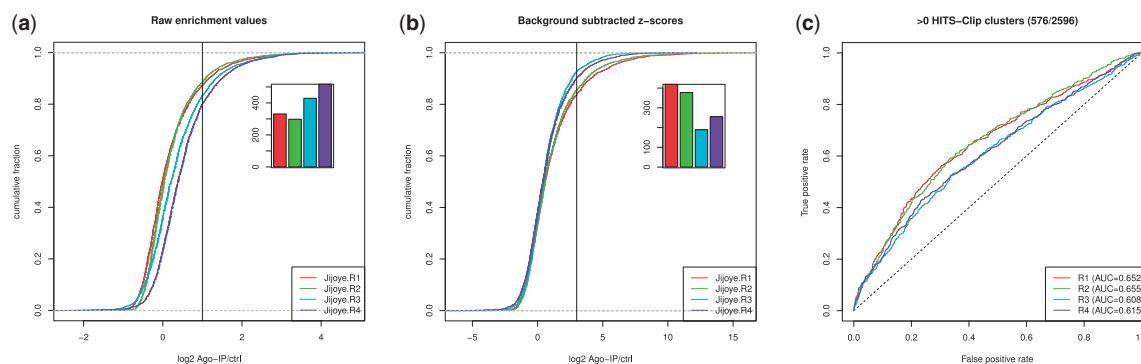 (a)
Raw enrichment values
cumulative fraction
0.0 0.2 0.4 0.6 0.8 1.0
0 100 200 300 400
Jijoye.R1
Jijoye.R2
Jijoye.R3
Jijoye.R4
−2 0 2 4
log2 Ago−IP/ctrl
(b)
Background subtracted z−scores
cumulative fraction
0.0 0.2 0.4 0.6 0.8 1.0
0 100 300
Jijoye.R1
Jijoye.R2
Jijoye.R3
Jijoye.R4
−5 0 5 10 15
log2 Ago−IP/ctrl
(c)
>0 HITS−Clip clusters (576/2596)
True positive rate
0.0 0.2 0.4 0.6 0.8 1.0
R1 (AUC=0.652
R2 (AUC=0.655
R3 (AUC=0.608
R4 (AUC=0.615
0.0 0.2 0.4 0.6 0.8
False positive rate